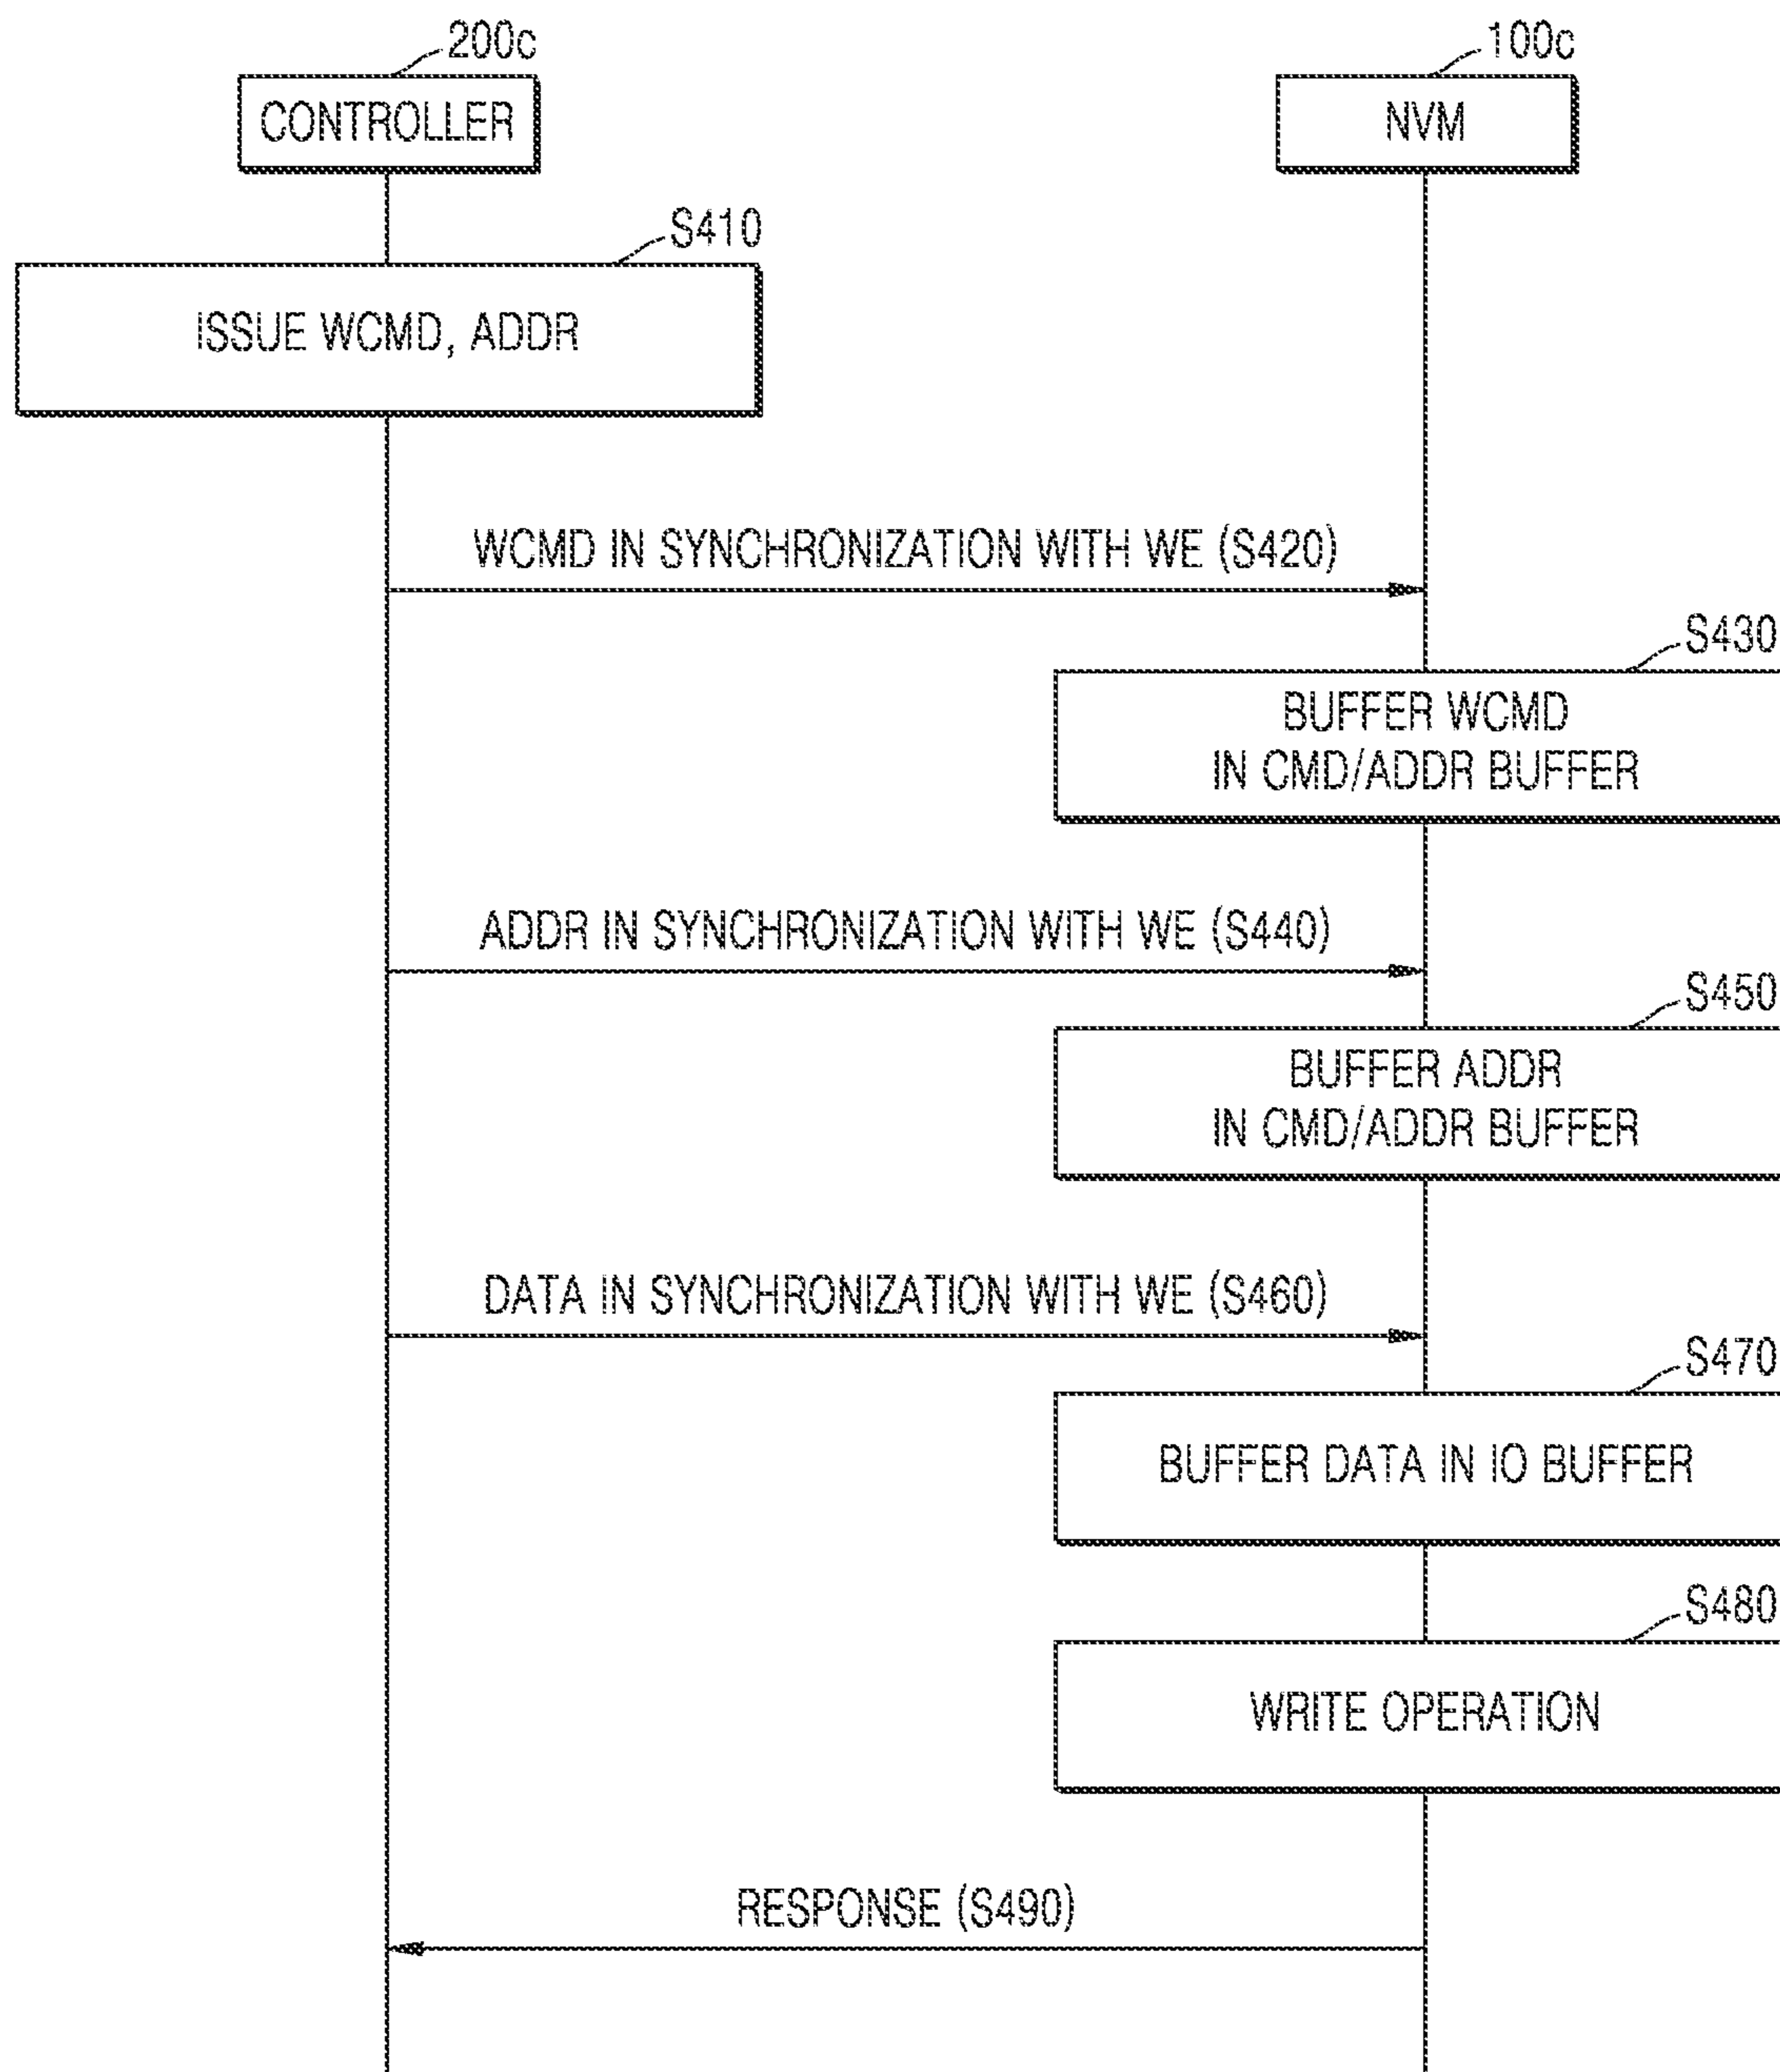 200c
100c
CONTROLLER
NVM
S410
ISSUE WCMD, ADDR
WCMD IN SYNCHRONIZATION WITH WE (S420)
S430
BUFFER WCMD
IN CMD/ADDR BUFFER
ADDR IN SYNCHRONIZATION WITH WE (S440)
S450
BUFFER ADDR
IN CMD/ADDR BUFFER
DATA IN SYNCHRONIZATION WITH WE (S460)
S470
BUFFER DATA IN IO BUFFER
S480
WRITE OPERATION
RESPONSE (S490)